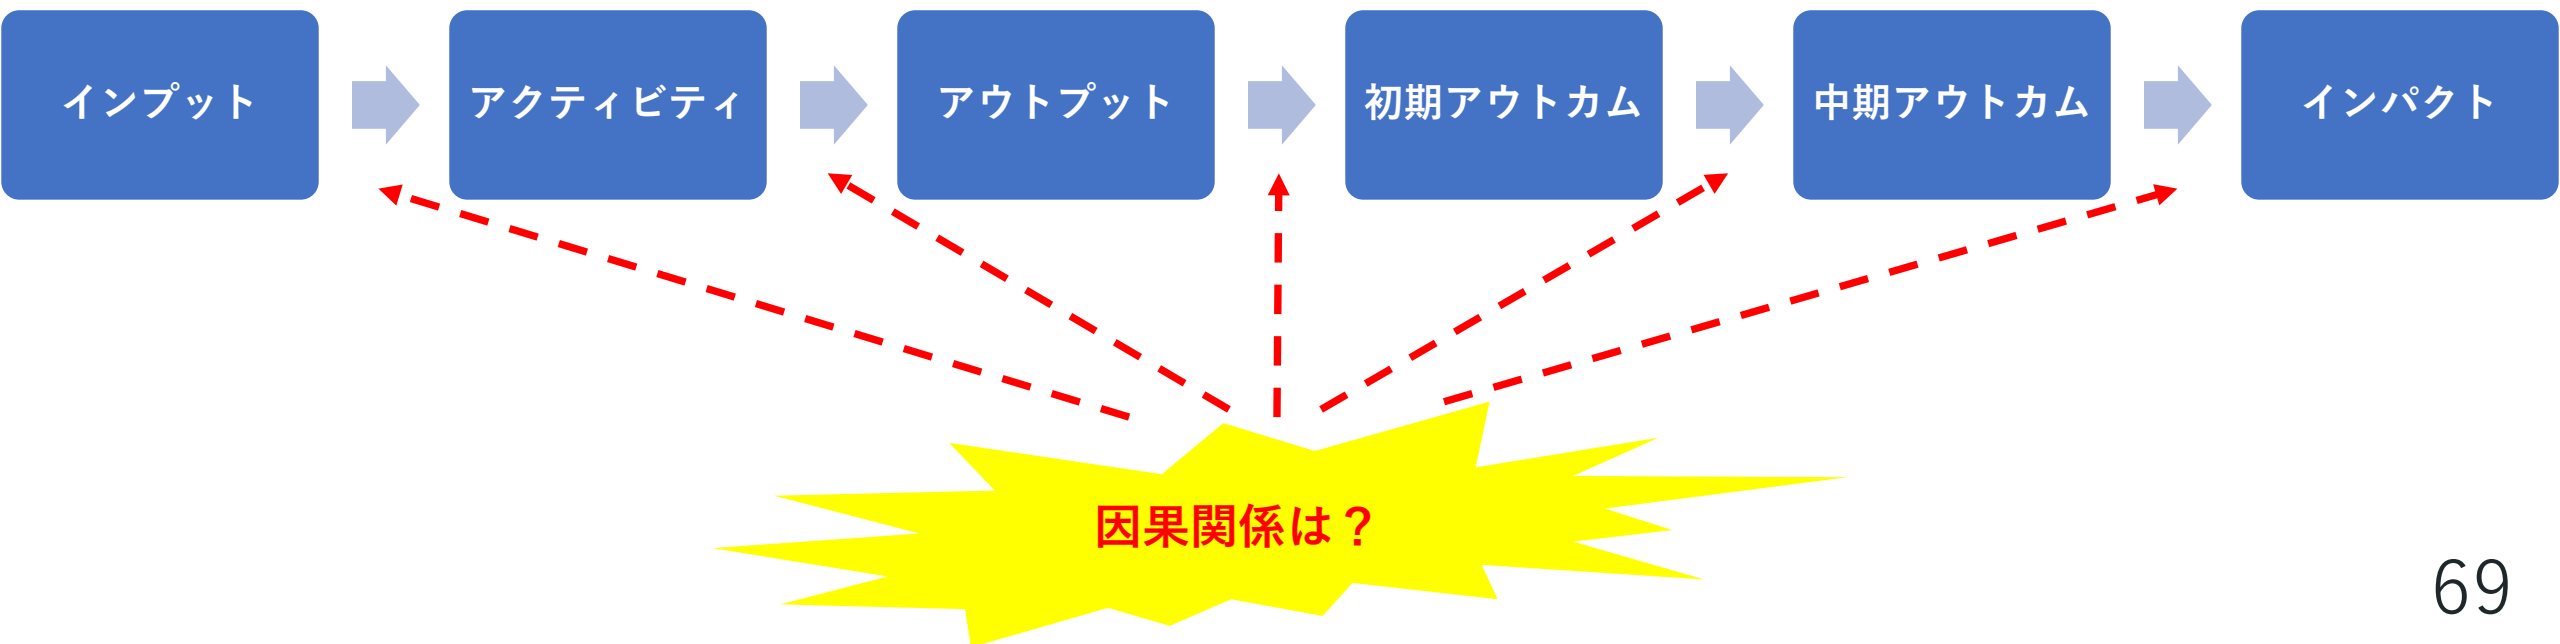 インプット
アクティビティ
アウトプット
初期アウトカム
中期アウトカム
インパクト
因果関係は？
69